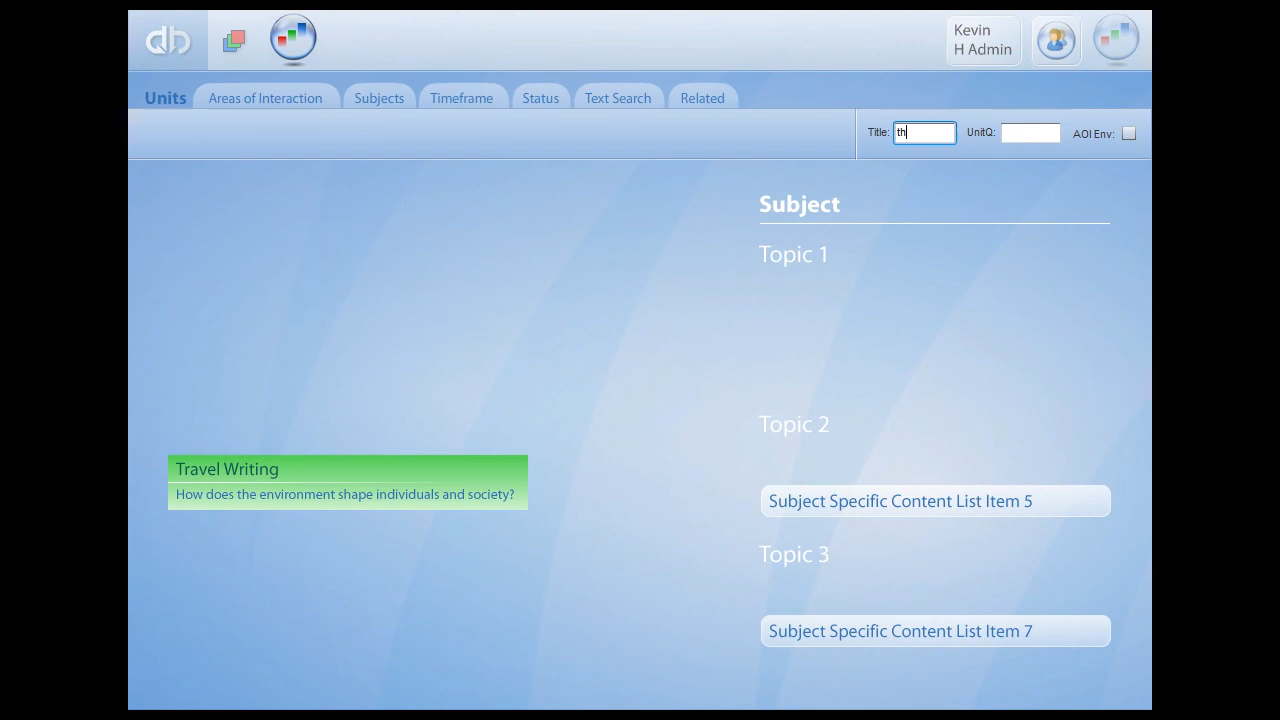 Kevin
H Admin
Units
Areas of Interaction
Subjects
Timeframe
Status
Text Search
Related
Title: th
UnitQ:
AOI Env:
Subject
Topic 1
Topic 2
Travel Writing
How does the environment shape individuals and society?
Subject Specific Content List Item 5
Topic 3
Subject Specific Content List Item 7